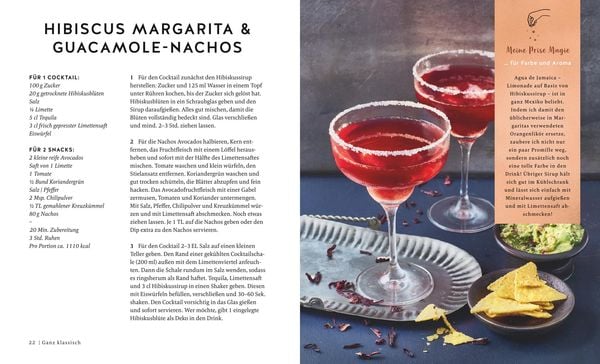 HIBISCUS MARGARITA &
GUACAMOLE-NACHOS
FÜR 1 COCKTAIL:
100 g Zucker
20 g getrocknete Hibiskusblüten
Salz
¼ Limette
5 cl Tequila
3 cl frisch gepresster Limettensaft
Eiswürfel
FÜR 2 SNACKS:
2 kleine reife Avocados
Saft von 1 Limette
1 Tomate
½ Bund Koriandergrün
Salz | Pfeffer
2 Msp. Chilipulver
½ TL gemahlener Kreuzkümmel
80 g Nachos
–
20 Min. Zubereitung
3 Std. Ruhen
Pro Portion ca. 1110 kcal
1 Für den Cocktail zunächst den Hibiskussirup
herstellen: Zucker und 125 ml Wasser in einem Topf
unter Rühren kochen, bis der Zucker sich gelöst hat.
Hibiskusblüten in ein Schraubglas geben und den
Sirup daraufgießen. Alles gut mischen, damit die
Blüten vollständig bedeckt sind. Glas verschließen
und mind. 2–3 Std. ziehen lassen.
2 Für die Nachos Avocados halbieren, Kern ent-
fernen, das Fruchtfleisch mit einem Löffel heraus-
heben und sofort mit der Hälfte des Limettensaftes
mischen. Tomate waschen und klein würfeln, den
Stielansatz entfernen. Koriandergrün waschen und
gut trocken schütteln, die Blätter abzupfen und fein
hacken. Das Avocadofruchtfleisch mit einer Gabel
zermusen, Tomaten und Koriander untermengen.
Mit Salz, Pfeffer, Chilipulver und Kreuzkümmel wür-
zen und mit Limettensaft abschmecken. Noch etwas
ziehen lassen. Je 1 TL auf die Nachos geben oder den
Dip extra zu den Nachos servieren.
3 Für den Cocktail 2–3 EL Salz auf einen kleinen
Teller geben. Den Rand einer gekühlten Cocktailscha-
le (200 ml) außen mit dem Limettenviertel anfeuch-
ten. Dann die Schale rundum im Salz wenden, sodass
es ringsherum als Rand haftet. Tequila, Limettensaft
und 3 cl Hibiskussirup in einen Shaker geben. Diesen
mit Eiswürfeln befüllen, verschließen und 30–60 Sek.
shaken. Den Cocktail vorsichtig in das Glas gießen
und sofort servieren. Wer möchte, gibt 1 eingelegte
Hibiskusblüte als Deko in den Drink.
22 | Ganz klassisch
Meine Prise Magie
... für Farbe und Aroma
Agua de Jamaica –
Limonade auf Basis von
Hibiskussirup – ist in
ganz Mexiko beliebt.
Indem ich damit den
üblicherweise in Mar-
garitas verwendeten
Orangenlikör ersetze,
zaubere ich nicht nur
ein paar Promille weg,
sondern zusätzlich noch
eine tolle Farbe in den
Drink! Übriger Sirup hält
sich gut im Kühlschrank
und lässt sich einfach mit
Mineralwasser aufgießen
und mit Limettensaft ab-
schmecken!